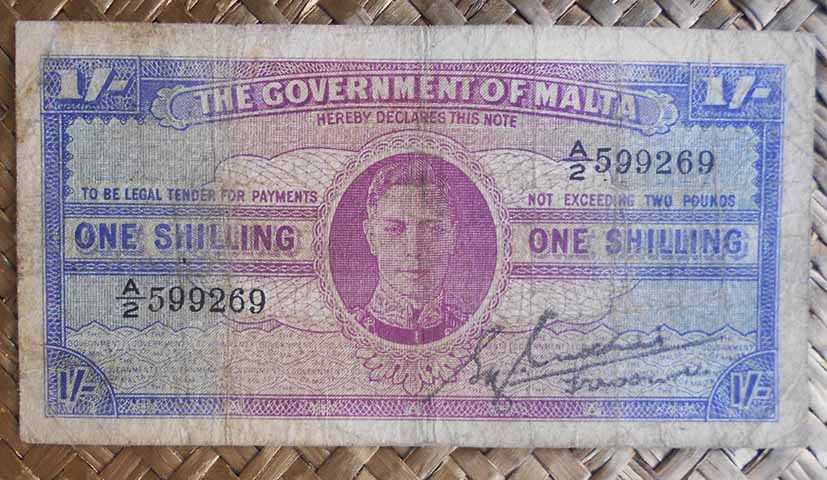 1/- 1/-
THE GOVERNMENT OF MALTA
HEREBY DECLARES THIS NOTE
A/2 599269
TO BE LEGAL TENDER FOR PAYMENTS NOT EXCEEDING TWO POUNDS
ONE SHILLING ONE SHILLING
A/2 599269
1/- 1/-